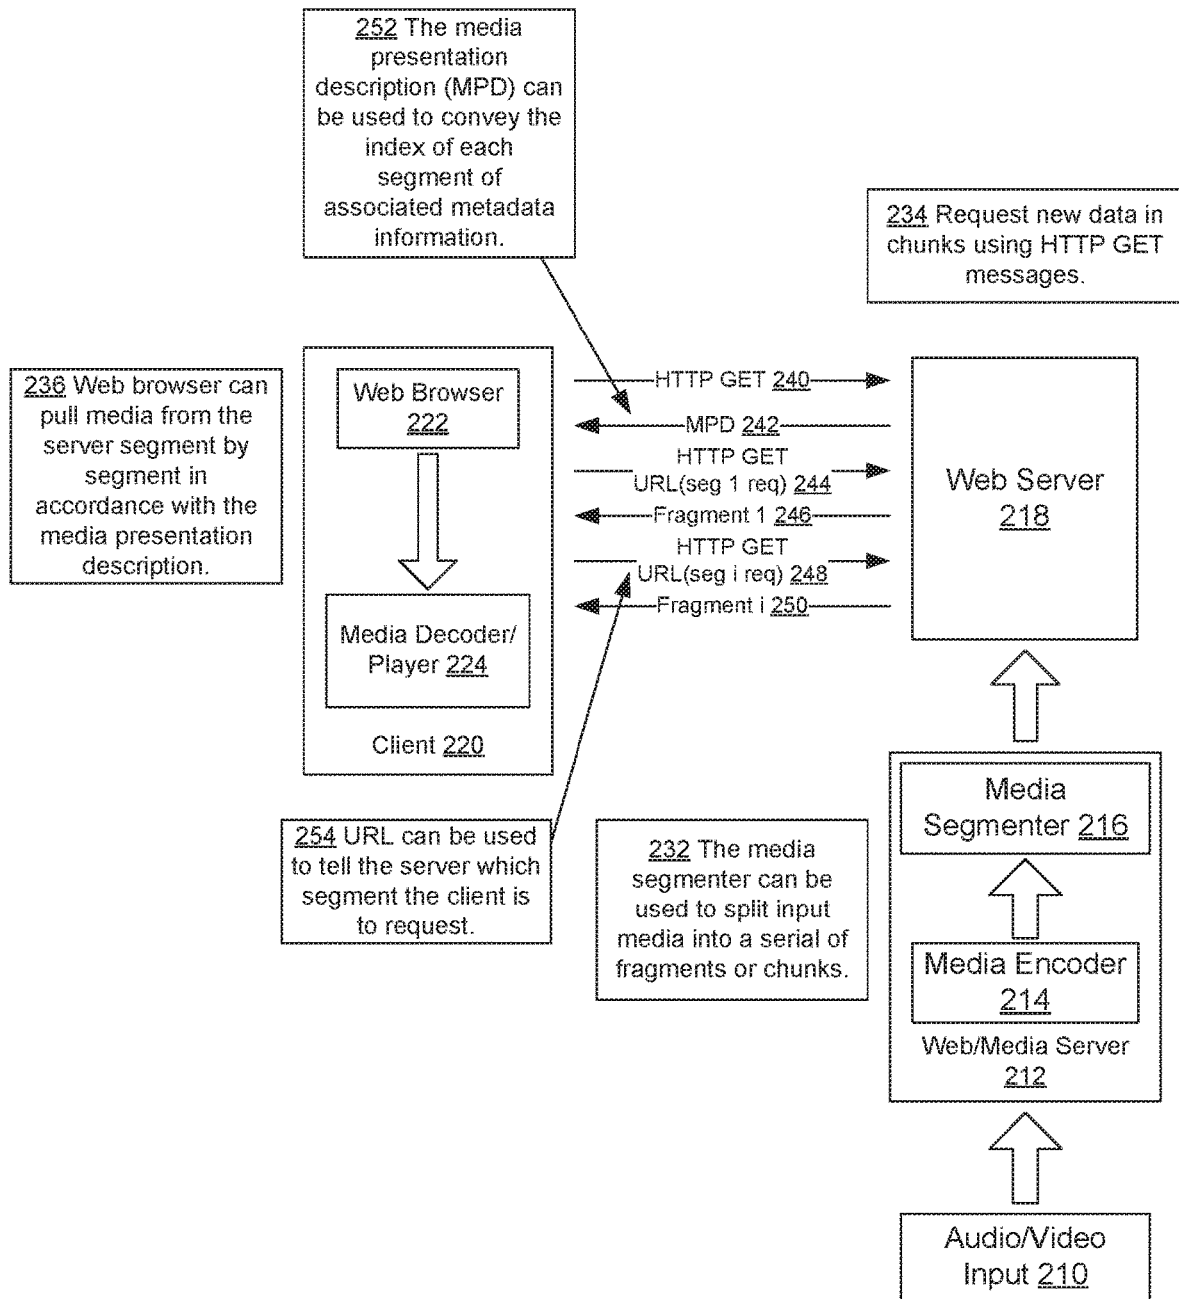 252 The media
presentation
description (MPD) can
be used to convey the
index of each
segment of
associated metadata
information.
234 Request new data in
chunks using HTTP GET
messages.
236 Web browser can
pull media from the
server segment by
segment in
accordance with the
media presentation
description.
Web Browser
222
Media Decoder/
Player 224
Client 220
HTTP GET 240
MPD 242
HTTP GET
URL(seg 1 req) 244
Fragment 1 246
HTTP GET
URL(seg i req) 248
Fragment i 250
Web Server
218
254 URL can be used
to tell the server which
segment the client is
to request.
232 The media
segmenter can be
used to split input
media into a serial of
fragments or chunks.
Media
Segmenter 216
Media Encoder
214
Web/Media Server
212
Audio/Video
Input 210